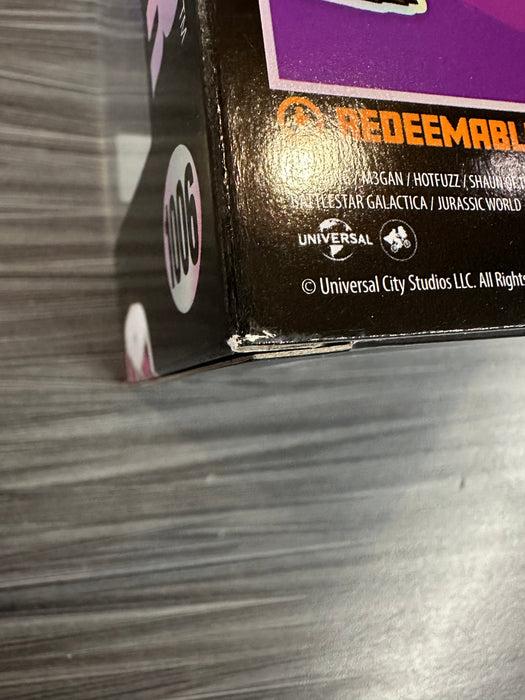 1006
REDEEMABL
/ M3GAN / HOTFUZZ / SHAUN OF T
BATTLESTAR GALACTICA / JURASSIC WORLD
UNIVERSAL
© Universal City Studios LLC. All Rights